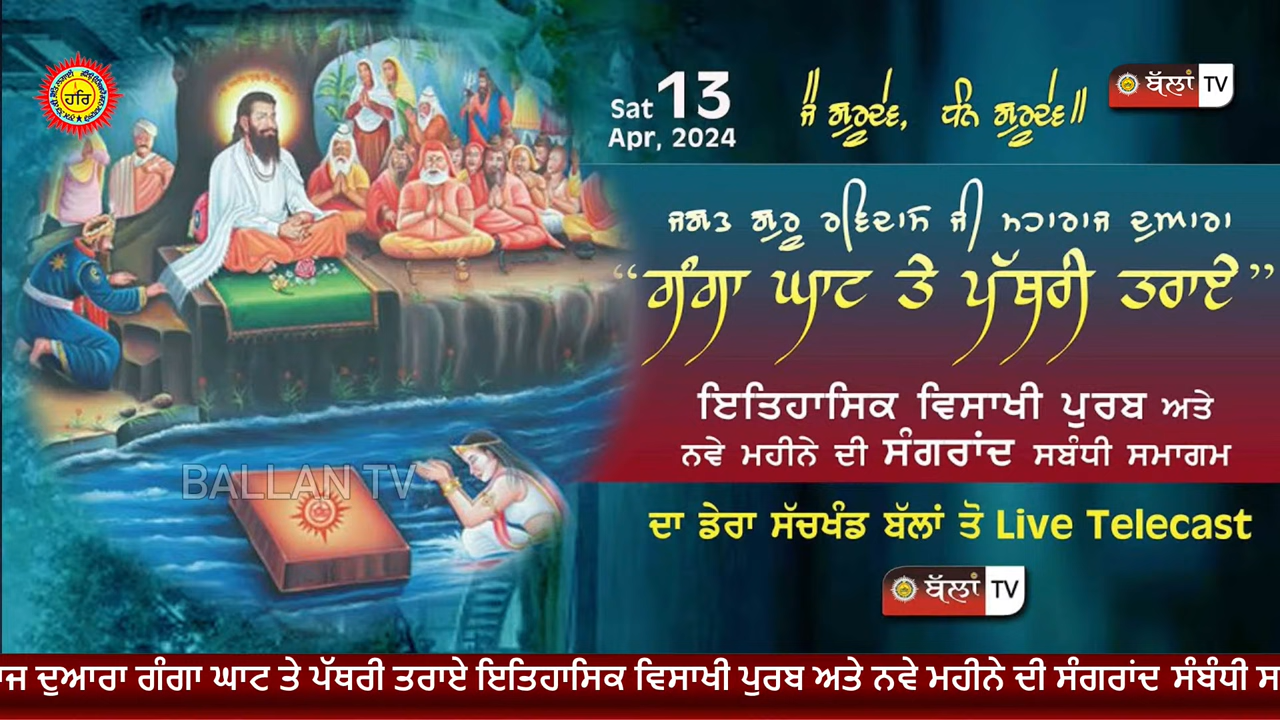 ਹਰਿ
Sat 13
Apr, 2024
॥ ਜੈ ਗੁਰੂਦੇਵ, ਧੰਨ ਗੁਰੂਦੇਵ॥
ਬੱਲਾਂ TV
ਜਗਤ ਗੁਰੂ ਰਵਿਦਾਸ ਜੀ ਮਹਾਰਾਜ ਦੁਆਰਾ
“ਗੰਗਾ ਘਾਟ ਤੇ ਪੱਥਰੀ ਤਰਾਏ”
ਇਤਿਹਾਸਿਕ ਵਿਸਾਖੀ ਪੁਰਬ ਅਤੇ
ਨਵੇ ਮਹੀਨੇ ਦੀ ਸੰਗਰਾਂਦ ਸਬੰਧੀ ਸਮਾਗਮ
BALLAN TV
ਦਾ ਡੇਰਾ ਸੱਚਖੰਡ ਬੱਲਾਂ ਤੋਂ Live Telecast
ਬੱਲਾਂ TV
ਾਜ ਦੁਆਰਾ ਗੰਗਾ ਘਾਟ ਤੇ ਪੱਥਰੀ ਤਰਾਏ ਇਤਿਹਾਸਿਕ ਵਿਸਾਖੀ ਪੁਰਬ ਅਤੇ ਨਵੇ ਮਹੀਨੇ ਦੀ ਸੰਗਰਾਂਦ ਸੰਬੰਧੀ ਸ